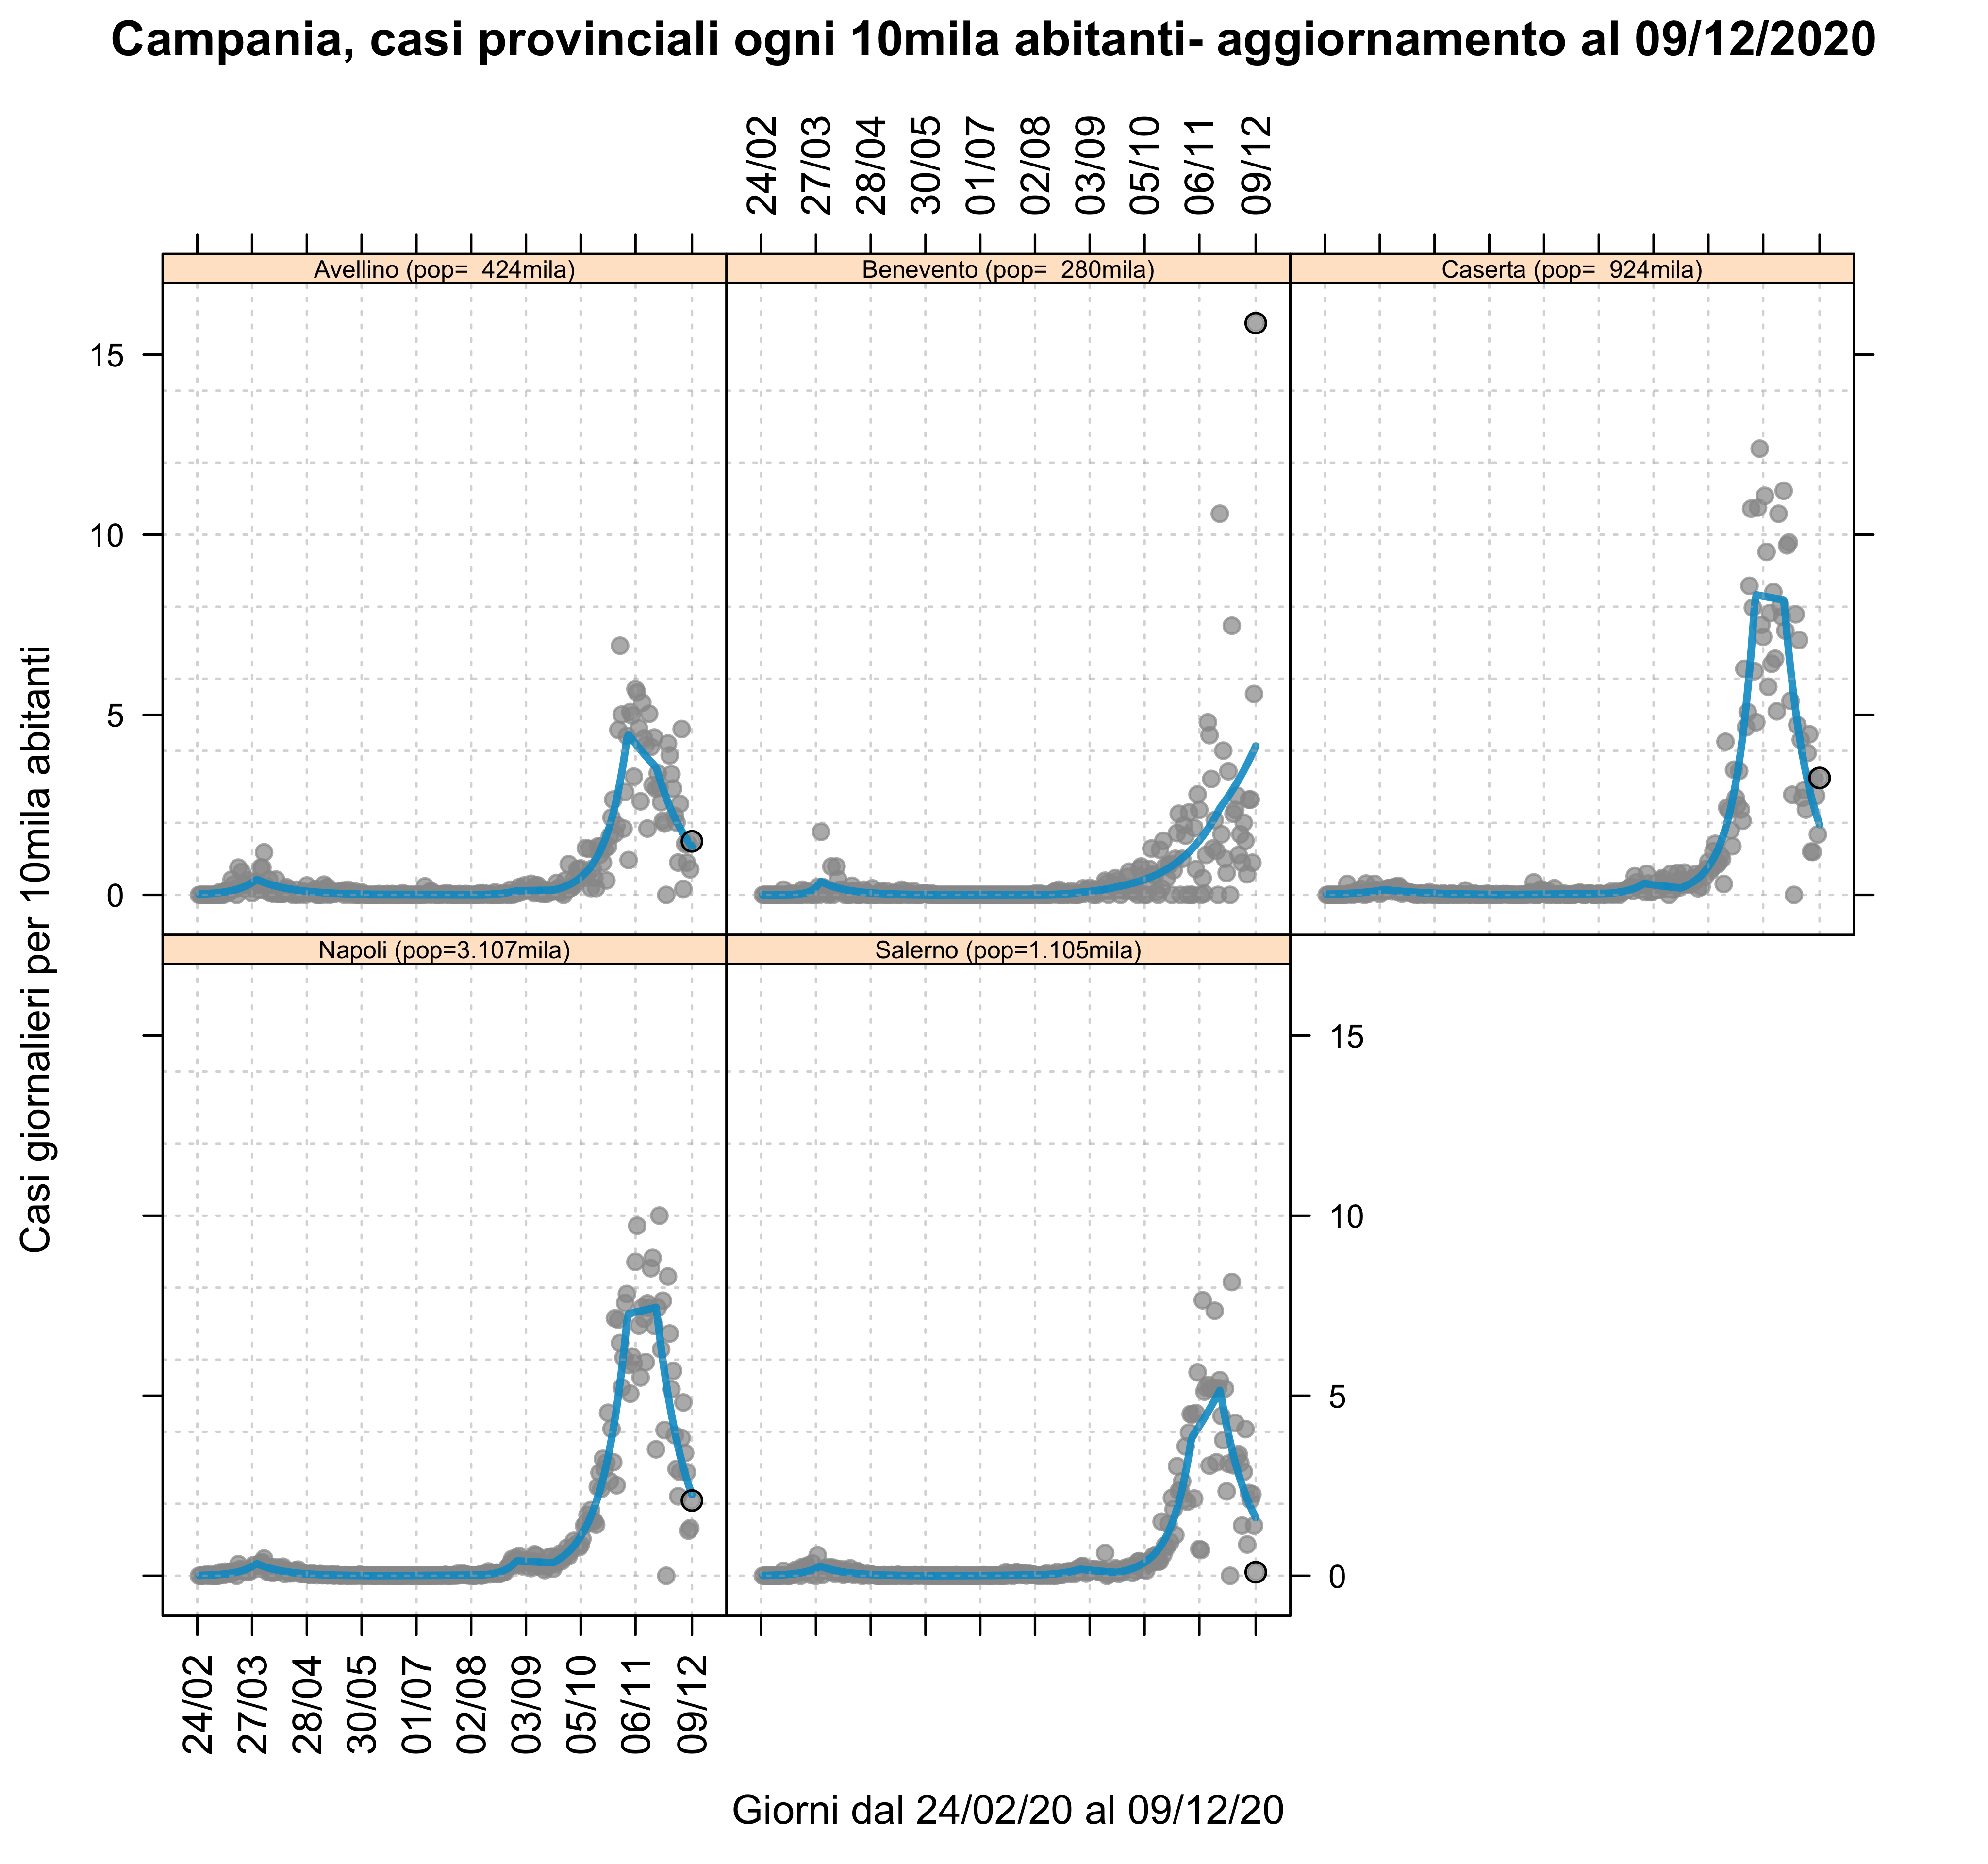 Campania, casi provinciali ogni 10mila abitanti- aggiornamento al 09/12/2020
24/02 27/03 28/04 30/05 01/07 02/08 03/09 05/10 06/11 09/12
Avellino (pop=  424mila)
Benevento (pop=  280mila)
Caserta (pop=  924mila)
15
10
5
0
Casi giornalieri per 10mila abitanti
Napoli (pop=3.107mila)
Salerno (pop=1.105mila)
15
10
5
0
24/02 27/03 28/04 30/05 01/07 02/08 03/09 05/10 06/11 09/12
Giorni dal 24/02/20 al 09/12/20